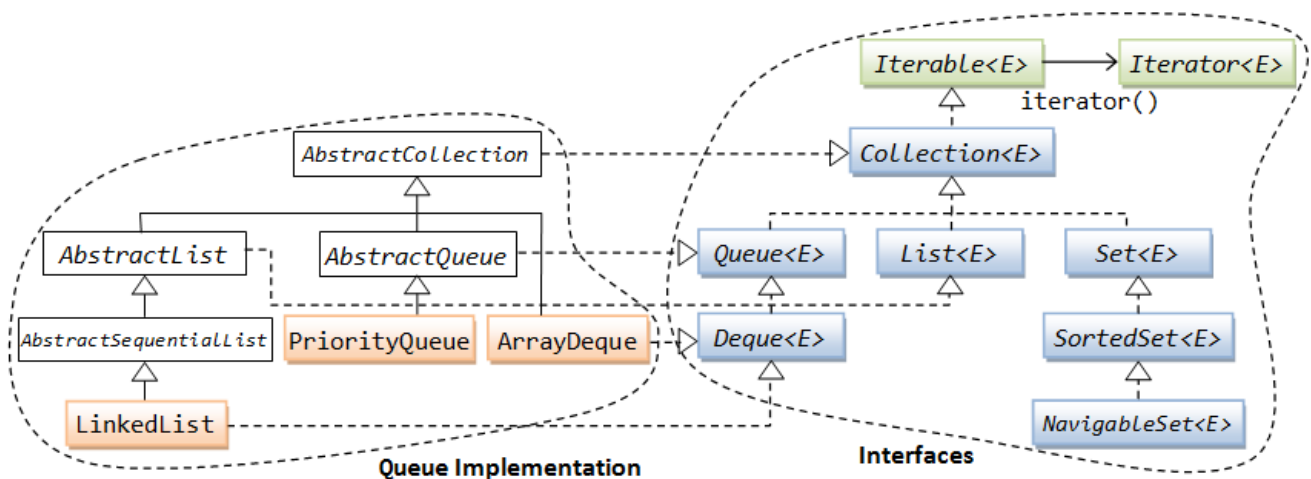 Iterable<E>
Iterator<E>
iterator()
AbstractCollection
Collection<E>
AbstractList
AbstractQueue
Queue<E>
List<E>
Set<E>
AbstractSequentialList
PriorityQueue
ArrayDeque
Deque<E>
SortedSet<E>
LinkedList
NavigableSet<E>
Queue Implementation
Interfaces